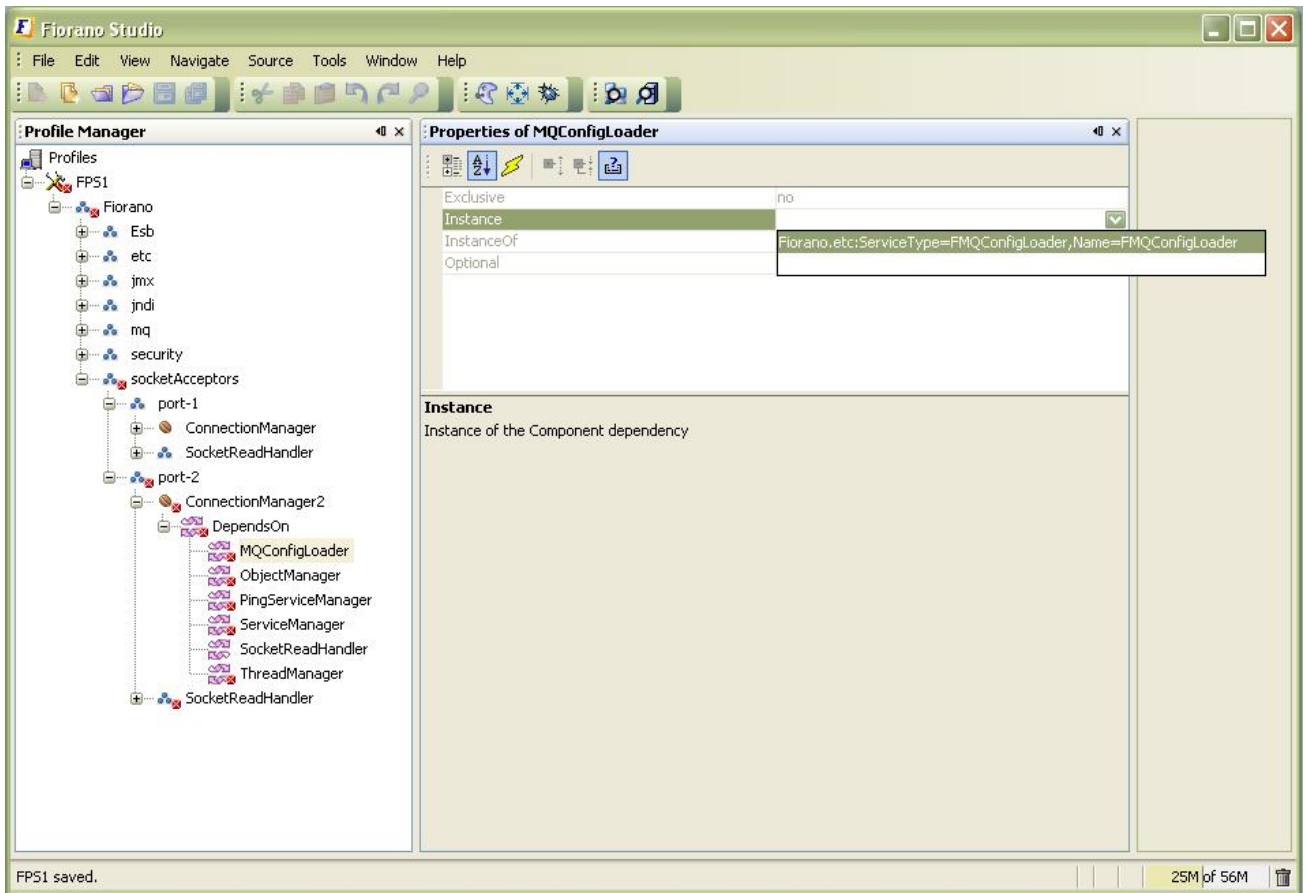 Fiorano Studio
File Edit View Navigate Source Tools Window Help
Profile Manager
Profiles
FPS1
Fiorano
Esb
etc
jmx
jndi
mq
security
socketAcceptors
port-1
ConnectionManager
SocketReadHandler
port-2
ConnectionManager2
DependsOn
MQConfigLoader
ObjectManager
PingServiceManager
ServiceManager
SocketReadHandler
ThreadManager
SocketReadHandler
Properties of MQConfigLoader
Exclusive no
Instance
InstanceOf
Fiorano.etc:ServiceType=FMQConfigLoader,Name=FMQConfigLoader
Optional
Instance
Instance of the Component dependency
FPS1 saved.
25M of 56M